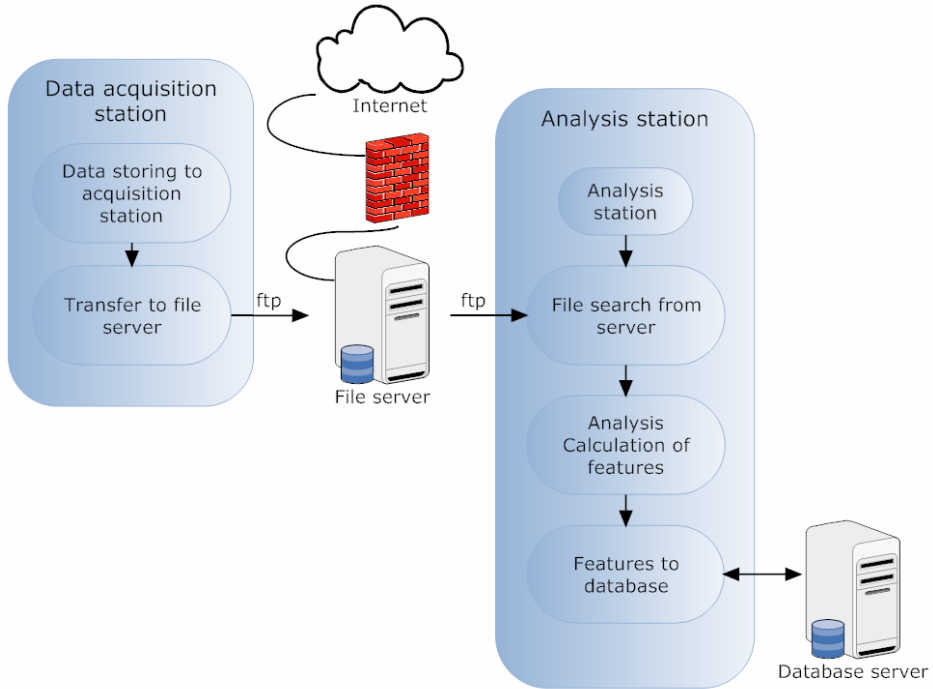 Data acquisition
station
Data storing to
acquisition
station
Transfer to file
server
ftp
Internet
File server
ftp
Analysis station
Analysis
station
File search from
server
Analysis
Calculation of
features
Features to
database
Database server